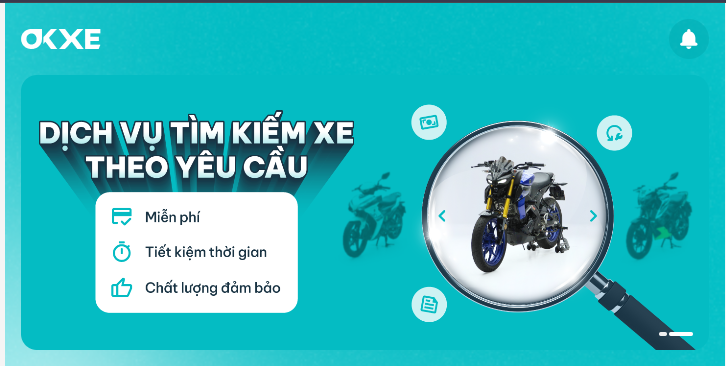 OKXE
DỊCH VỤ TÌM KIẾM XE
THEO YÊU CẦU
Miễn phí
Tiết kiệm thời gian
Chất lượng đảm bảo